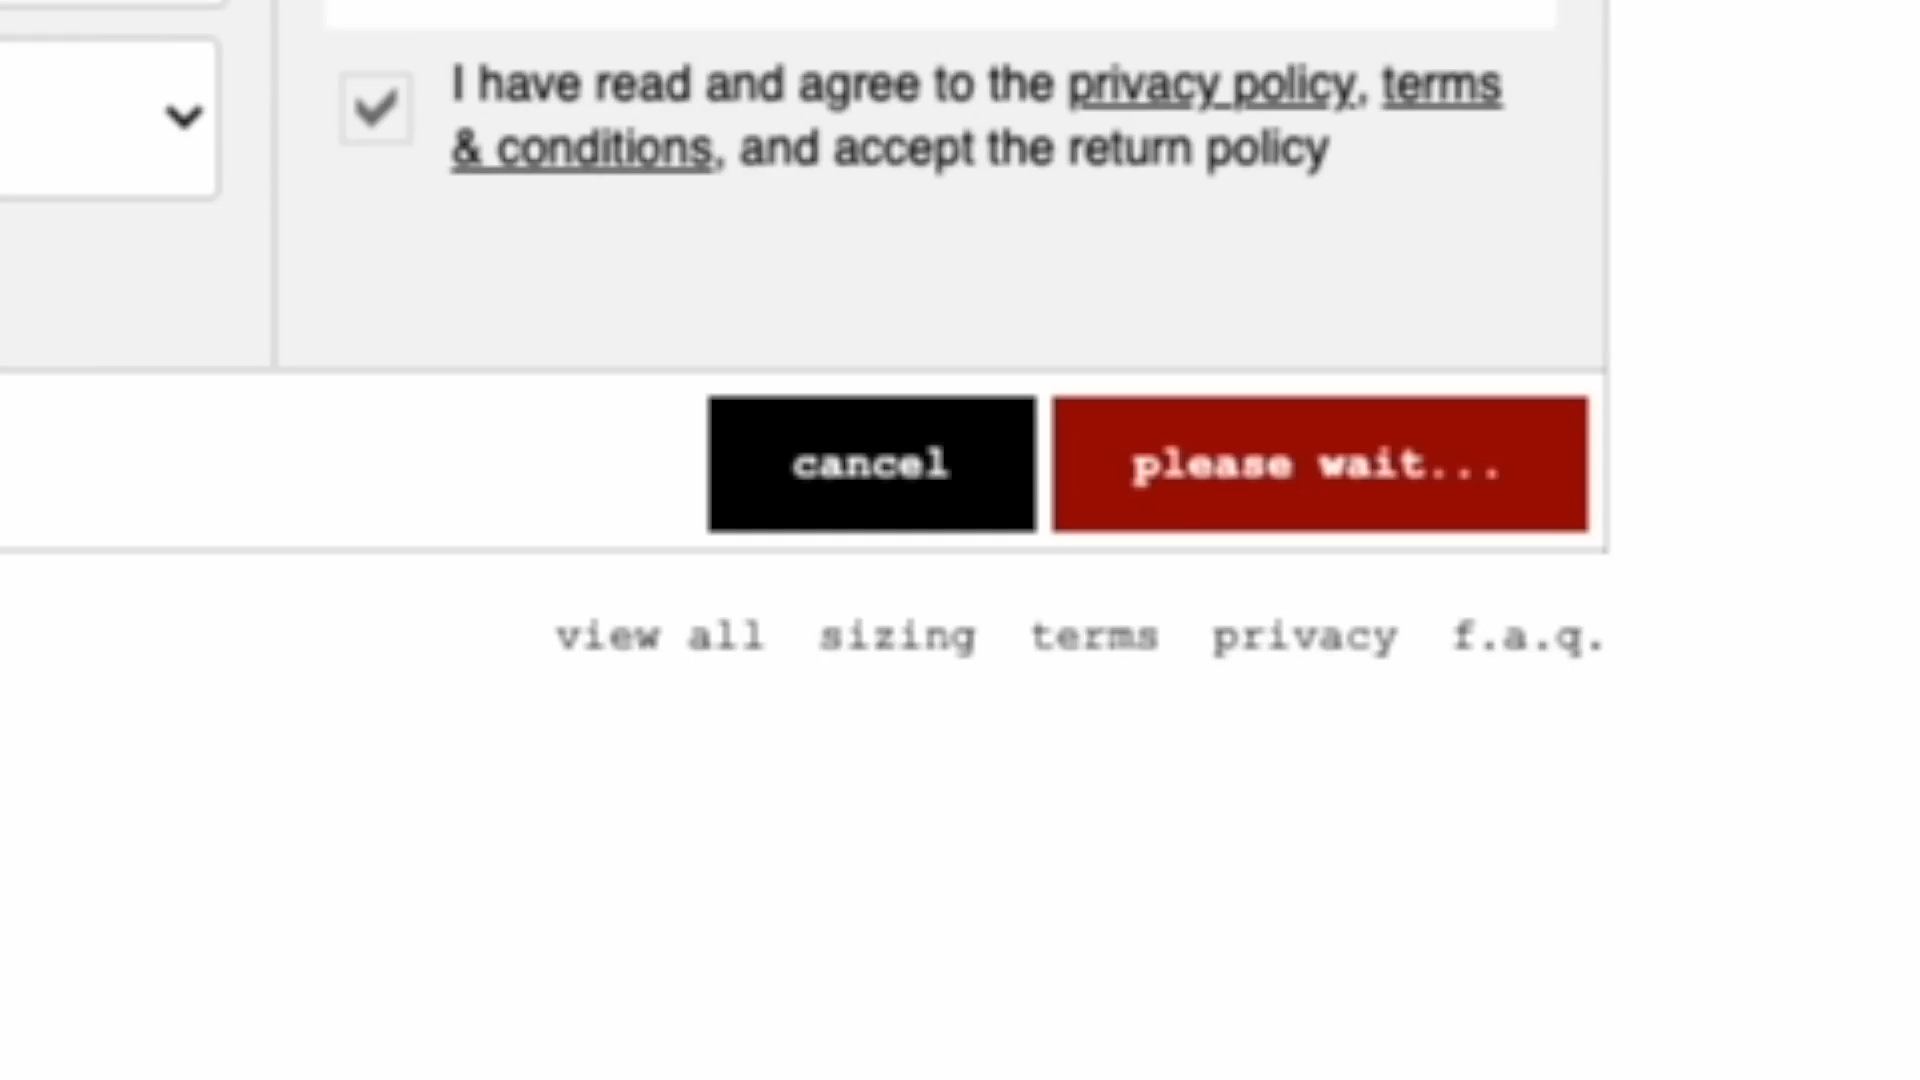 I have read and agree to the privacy policy, terms
& conditions, and accept the return policy
cancel please wait...
view all sizing terms privacy f.a.q.